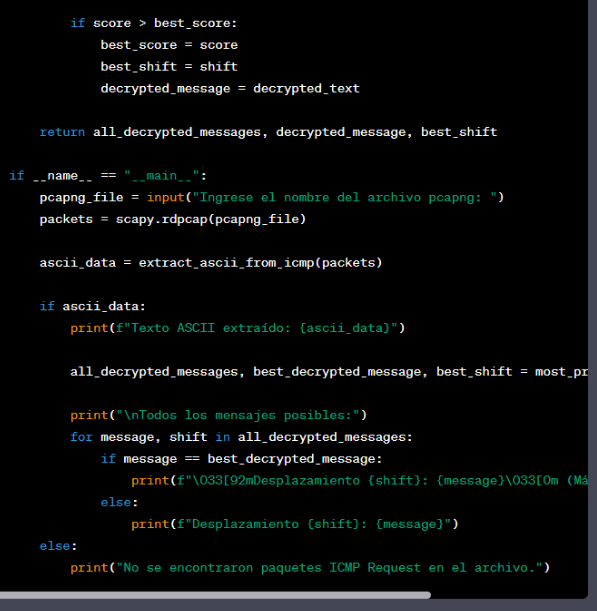 if score > best_score:
            best_score = score
            best_shift = shift
            decrypted_message = decrypted_text

    return all_decrypted_messages, decrypted_message, best_shift

if __name__ == "__main__":
    pcapng_file = input("Ingrese el nombre del archivo pcapng: ")
    packets = scapy.rdpcap(pcapng_file)

    ascii_data = extract_ascii_from_icmp(packets)

    if ascii_data:
        print(f"Texto ASCII extraído: {ascii_data}")

        all_decrypted_messages, best_decrypted_message, best_shift = most_pr

        print("\nTodos los mensajes posibles:")
        for message, shift in all_decrypted_messages:
            if message == best_decrypted_message:
                print(f"\033[92mDesplazamiento {shift}: {message}\033[0m (Má
            else:
                print(f"Desplazamiento {shift}: {message}")
    else:
        print("No se encontraron paquetes ICMP Request en el archivo.")